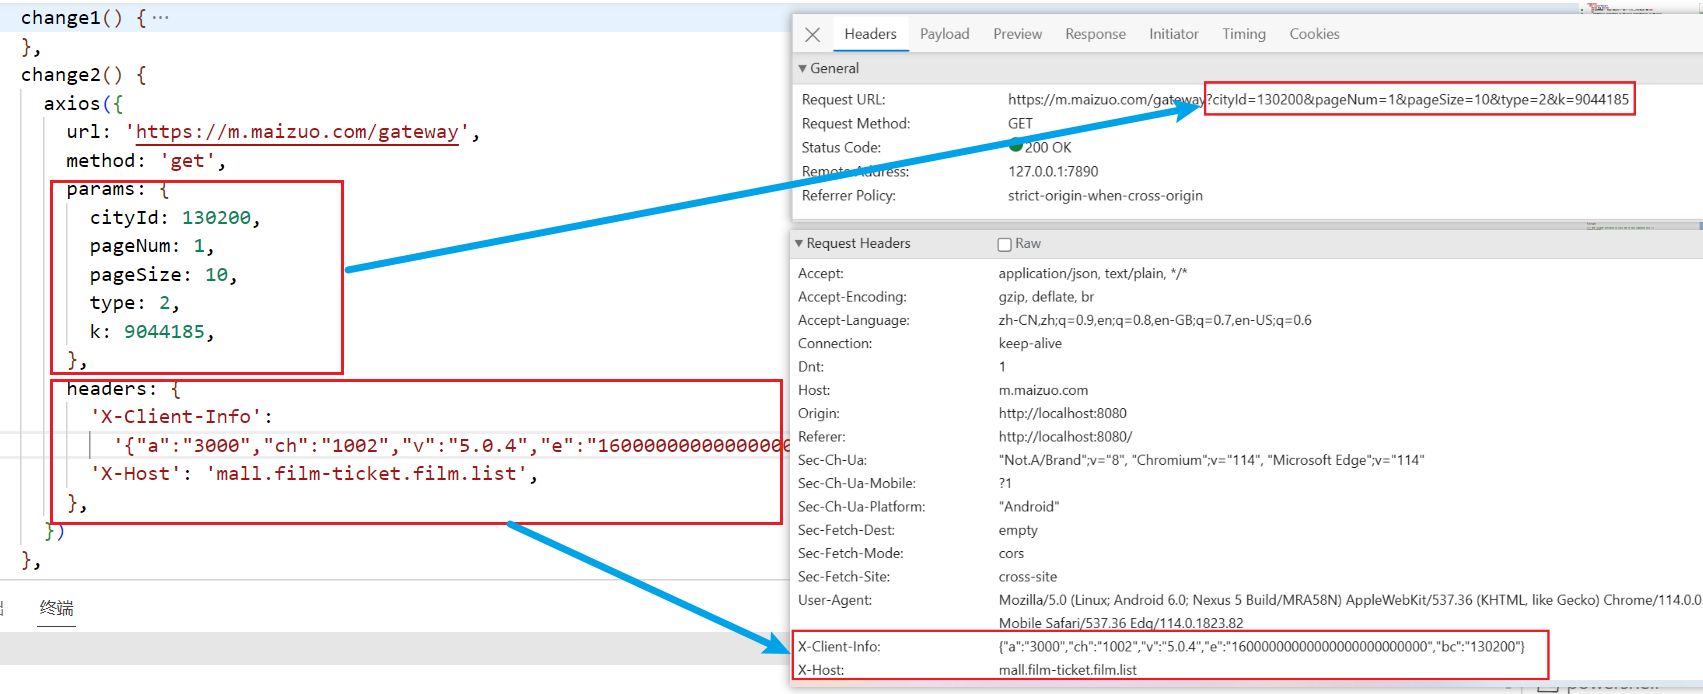 change1() {···
},
change2() {
axios({
url: 'https://m.maizuo.com/gateway',
method: 'get',
params: {
cityId: 130200,
pageNum: 1,
pageSize: 10,
type: 2,
k: 9044185,
},
headers: {
'X-Client-Info':
'{"a":"3000","ch":"1002","v":"5.0.4","e":"16000000000000000
'X-Host': 'mall.film-ticket.film.list',
},
})
},
终端
Headers Payload Preview Response Initiator Timing Cookies
General
Request URL: https://m.maizuo.com/gateway?cityId=130200&pageNum=1&pageSize=10&type=2&k=9044185
Request Method: GET
Status Code: 200 OK
Remote Address: 127.0.0.1:7890
Referrer Policy: strict-origin-when-cross-origin
Request Headers Raw
Accept: application/json, text/plain, */*
Accept-Encoding: gzip, deflate, br
Accept-Language: zh-CN,zh;q=0.9,en;q=0.8,en-GB;q=0.7,en-US;q=0.6
Connection: keep-alive
Dnt: 1
Host: m.maizuo.com
Origin: http://localhost:8080
Referer: http://localhost:8080/
Sec-Ch-Ua: "Not.A/Brand";v="8", "Chromium";v="114", "Microsoft Edge";v="114"
Sec-Ch-Ua-Mobile: ?1
Sec-Ch-Ua-Platform: "Android"
Sec-Fetch-Dest: empty
Sec-Fetch-Mode: cors
Sec-Fetch-Site: cross-site
User-Agent: Mozilla/5.0 (Linux; Android 6.0; Nexus 5 Build/MRA58N) AppleWebKit/537.36 (KHTML, like Gecko) Chrome/114.0.0
Mobile Safari/537.36 Edg/114.0.1823.82
X-Client-Info: {"a":"3000","ch":"1002","v":"5.0.4","e":"16000000000000000000000000","bc":"130200"}
X-Host: mall.film-ticket.film.list